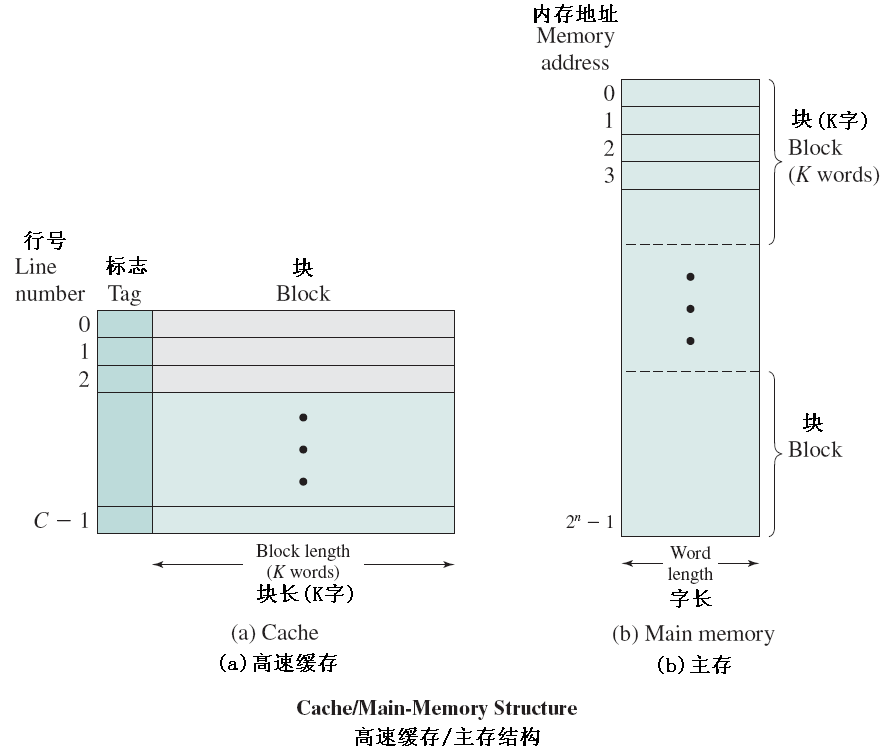 行号
Line
number
标志
Tag
块
Block
0
1
2
C − 1
Block length
(K words)
块长(K字)
(a) Cache
(a)高速缓存
内存地址
Memory
address
0
1
2
3
2ⁿ − 1
块(K字)
Block
(K words)
块
Block
Word
length
字长
(b) Main memory
(b)主存
Cache/Main-Memory Structure
高速缓存/主存结构